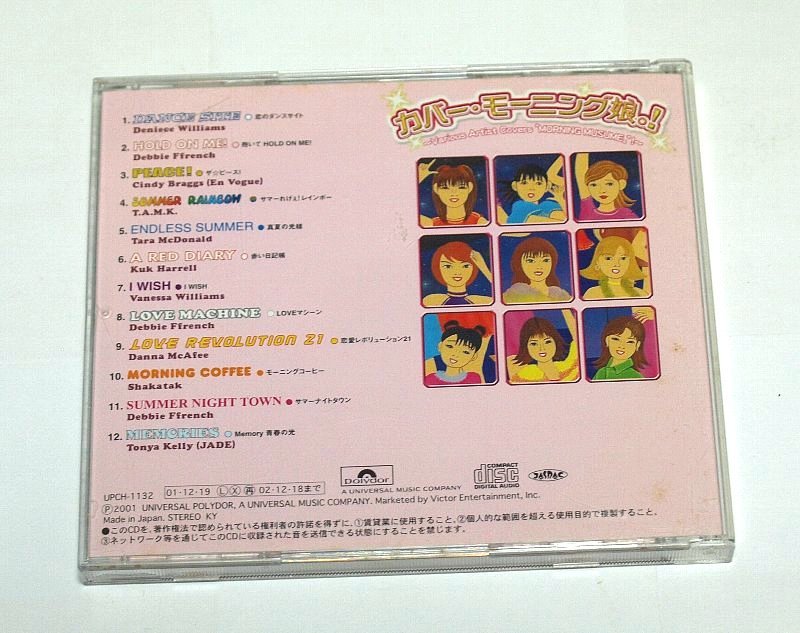 カバー・モーニング娘。!
~Various Artist Covers "MORNING MUSUME。"!~
1. DANCE SITE ○ 恋のダンスサイト
Deniece Williams
2. HOLD ON ME! ○ 抱いて HOLD ON ME!
Debbie Ffrench
3. PEACE! ● ザ☆ピース!
Cindy Braggs (En Vogue)
4. SUMMER RAINBOW ● サマーれげぇ!レインボー
T.A.M.K.
5. ENDLESS SUMMER ● 真夏の光線
Tara McDonald
6. A RED DIARY ○ 赤い日記帳
Kuk Harrell
7. I WISH ● I WISH
Vanessa Williams
8. LOVE MACHINE ○ LOVEマシーン
Debbie Ffrench
9. LOVE REVOLUTION 21 ● 恋愛レボリューション21
Danna McAfee
10. MORNING COFFEE ● モーニングコーヒー
Shakatak
11. SUMMER NIGHT TOWN ● サマーナイトタウン
Debbie Ffrench
12. MEMORIES ○ Memory 青春の光
Tonya Kelly (JADE)
Polydor
A UNIVERSAL MUSIC COMPANY
COMPACT disc DIGITAL AUDIO
JASRAC
UPCH-1132 01・12・19 Ⓛ Ⓧ 再 02・12・18まで
Ⓟ2001 UNIVERSAL POLYDOR, A UNIVERSAL MUSIC COMPANY. Marketed by Victor Entertainment, Inc.
Made in Japan. STEREO KY
●このCDを、著作権法で認められている権利者の許諾を得ずに、①賃貸業に使用すること、②個人的な範囲を超える使用目的で複製すること、
③ネットワーク等を通じてこのCDに収録された音を送信できる状態にすることを禁じます。